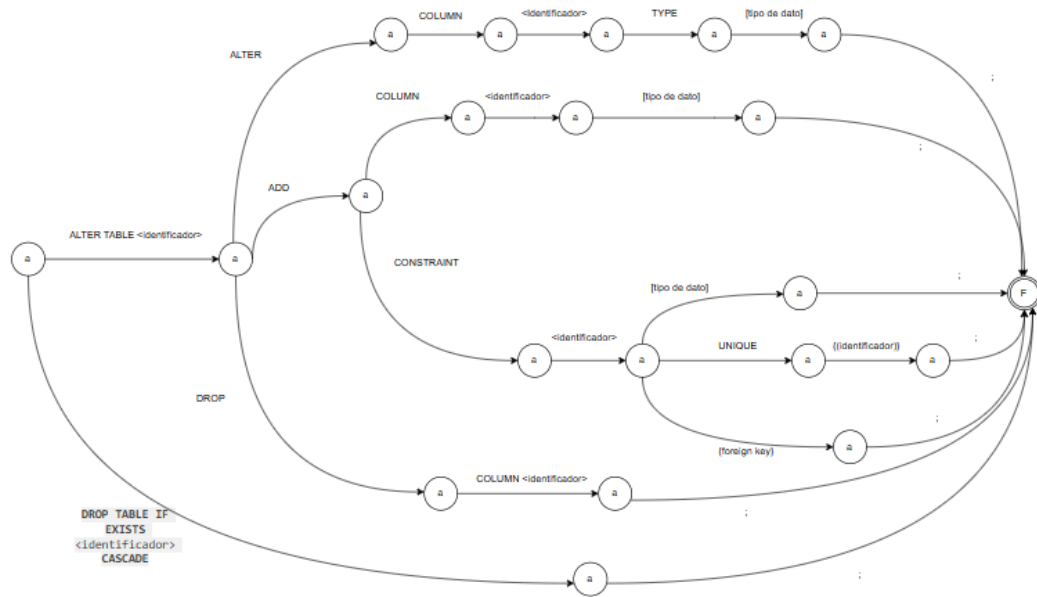 COLUMN
<identificador>
TYPE
[tipo de dato]
a
a
a
a
a
ALTER
;
COLUMN
<identificador>
[tipo de dato]
a
a
a
;
ADD
a
ALTER TABLE <identificador>
a
a
CONSTRAINT
[tipo de dato]
a
;
F
<identificador>
a
a
UNIQUE
a
{(identificador)}
a
;
DROP
{foreign key}
a
;
a
COLUMN <identificador>
a
;
DROP TABLE IF
EXISTS
<identificador>
CASCADE
a
;